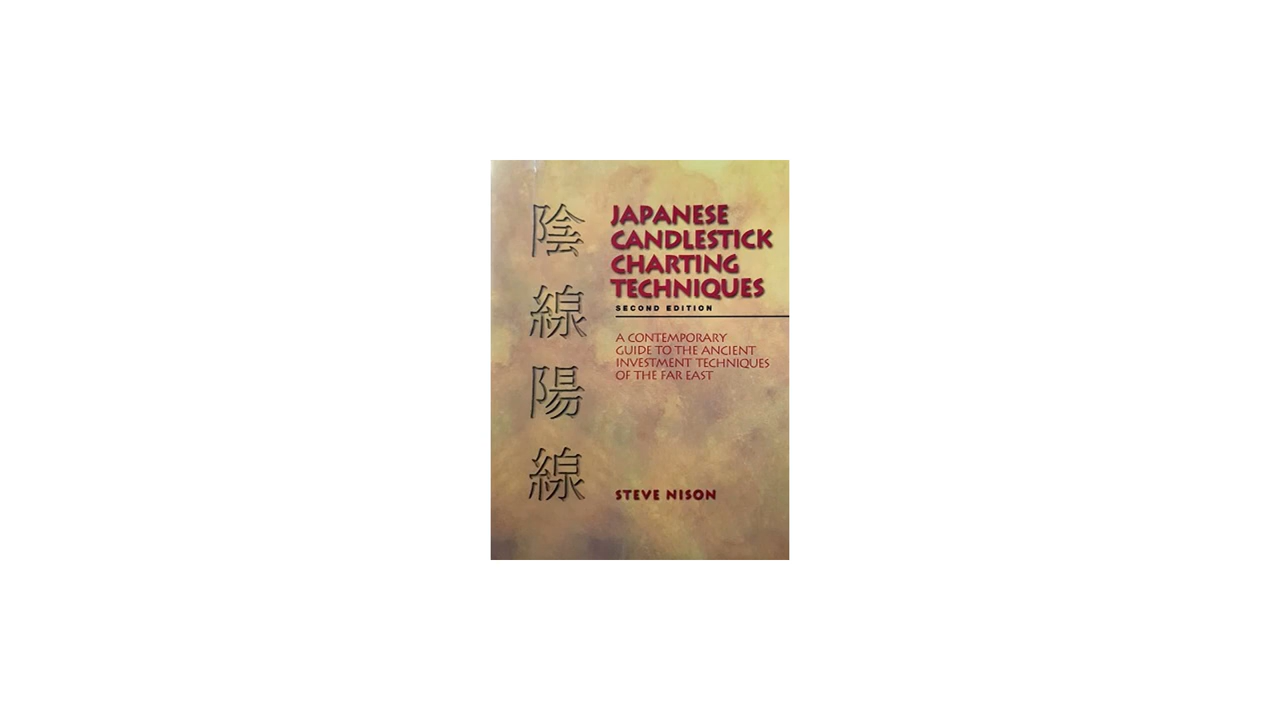 陰線陽線
JAPANESE
CANDLESTICK
CHARTING
TECHNIQUES
SECOND EDITION
A CONTEMPORARY
GUIDE TO THE ANCIENT
INVESTMENT TECHNIQUES
OF THE FAR EAST
STEVE NISON